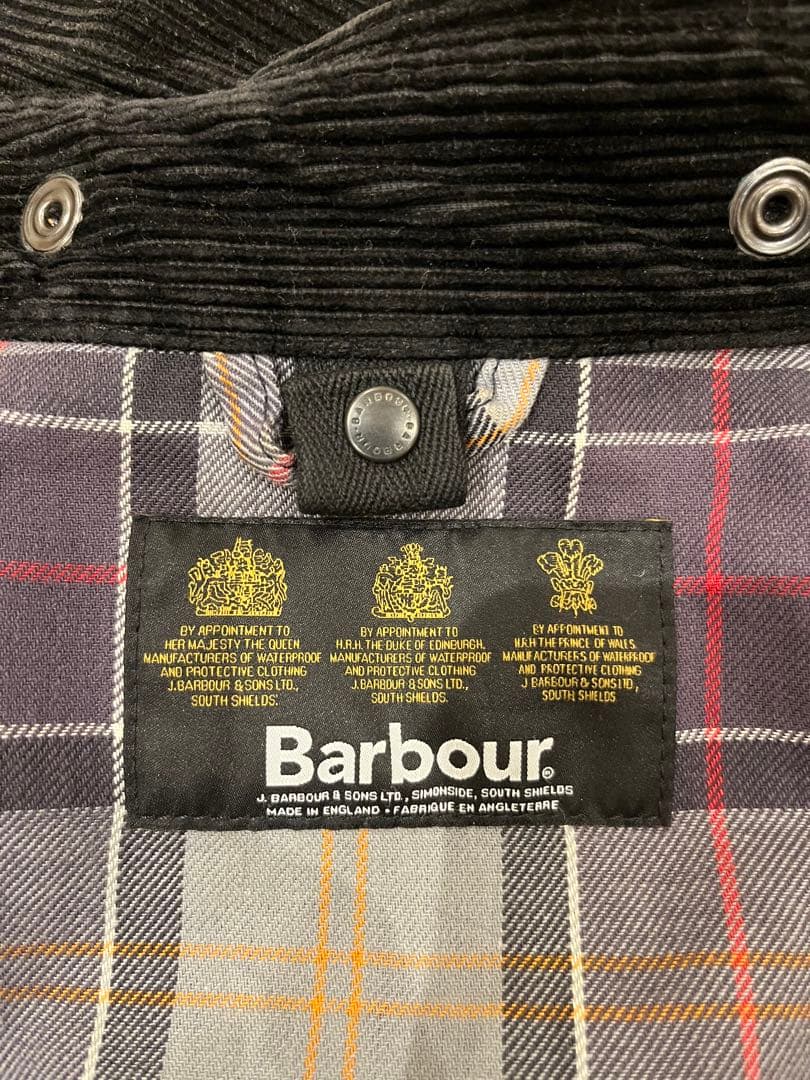 BARBOUR · BARBOUR
BY APPOINTMENT TO
HER MAJESTY THE QUEEN
MANUFACTURERS OF WATERPROOF
AND PROTECTIVE CLOTHING
J. BARBOUR & SONS LTD.,
SOUTH SHIELDS.
BY APPOINTMENT TO
H.R.H. THE DUKE OF EDINBURGH.
MANUFACTURERS OF WATERPROOF
AND PROTECTIVE CLOTHING
J. BARBOUR & SONS LTD.,
SOUTH SHIELDS.
BY APPOINTMENT TO
H.R.H THE PRINCE OF WALES
MANUFACTURERS OF WATERPROOF
AND PROTECTIVE CLOTHING
J BARBOUR & SONS LTD,
SOUTH SHIELDS
Barbour®
J. BARBOUR & SONS LTD., SIMONSIDE, SOUTH SHIELDS
MADE IN ENGLAND • FABRIQUE EN ANGLETERRE